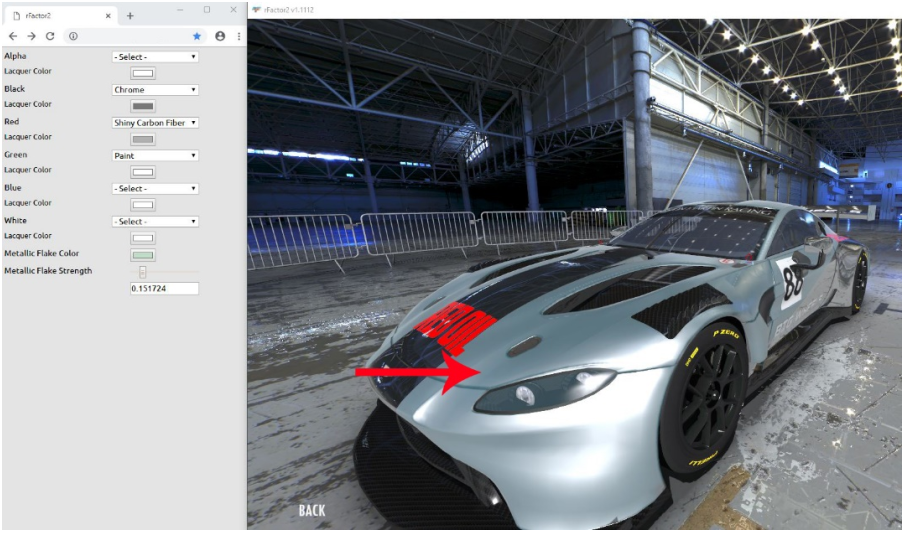 rFactor2
rFactor2 v1.1112
Alpha
- Select -
Lacquer Color
Black
Chrome
Lacquer Color
Red
Shiny Carbon Fiber
Lacquer Color
Green
Paint
Lacquer Color
Blue
- Select -
Lacquer Color
White
- Select -
Lacquer Color
Metallic Flake Color
Metallic Flake Strength
0.151724
RACING
88
P ZERO
PIRELLI
BACK